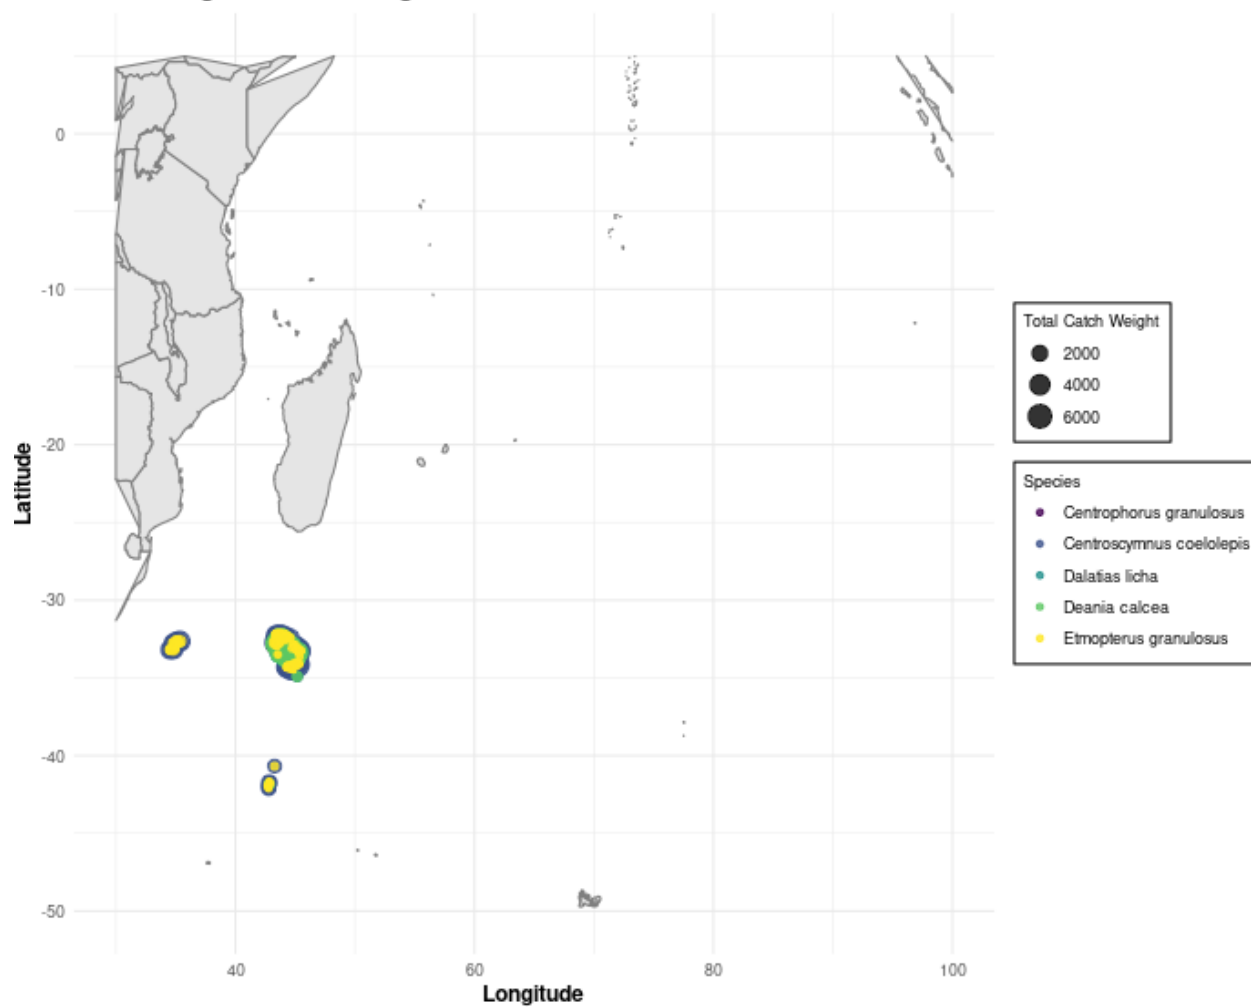 0
-10
-20
-30
-40
-50
Latitude
40
60
80
100
Longitude
Total Catch Weight
2000
4000
6000
Species
Centrophorus granulosus
Centroscymnus coelolepis
Dalatias licha
Deania calcea
Etmopterus granulosus